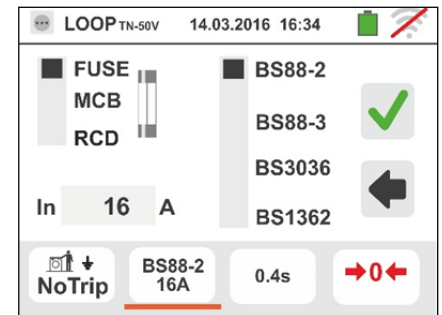 LOOP TN-50V 14.03.2016 16:34
FUSE
MCB
RCD
BS88-2
BS88-3
BS3036
BS1362
In 16 A
NoTrip
BS88-2
16A
0.4s
→0←